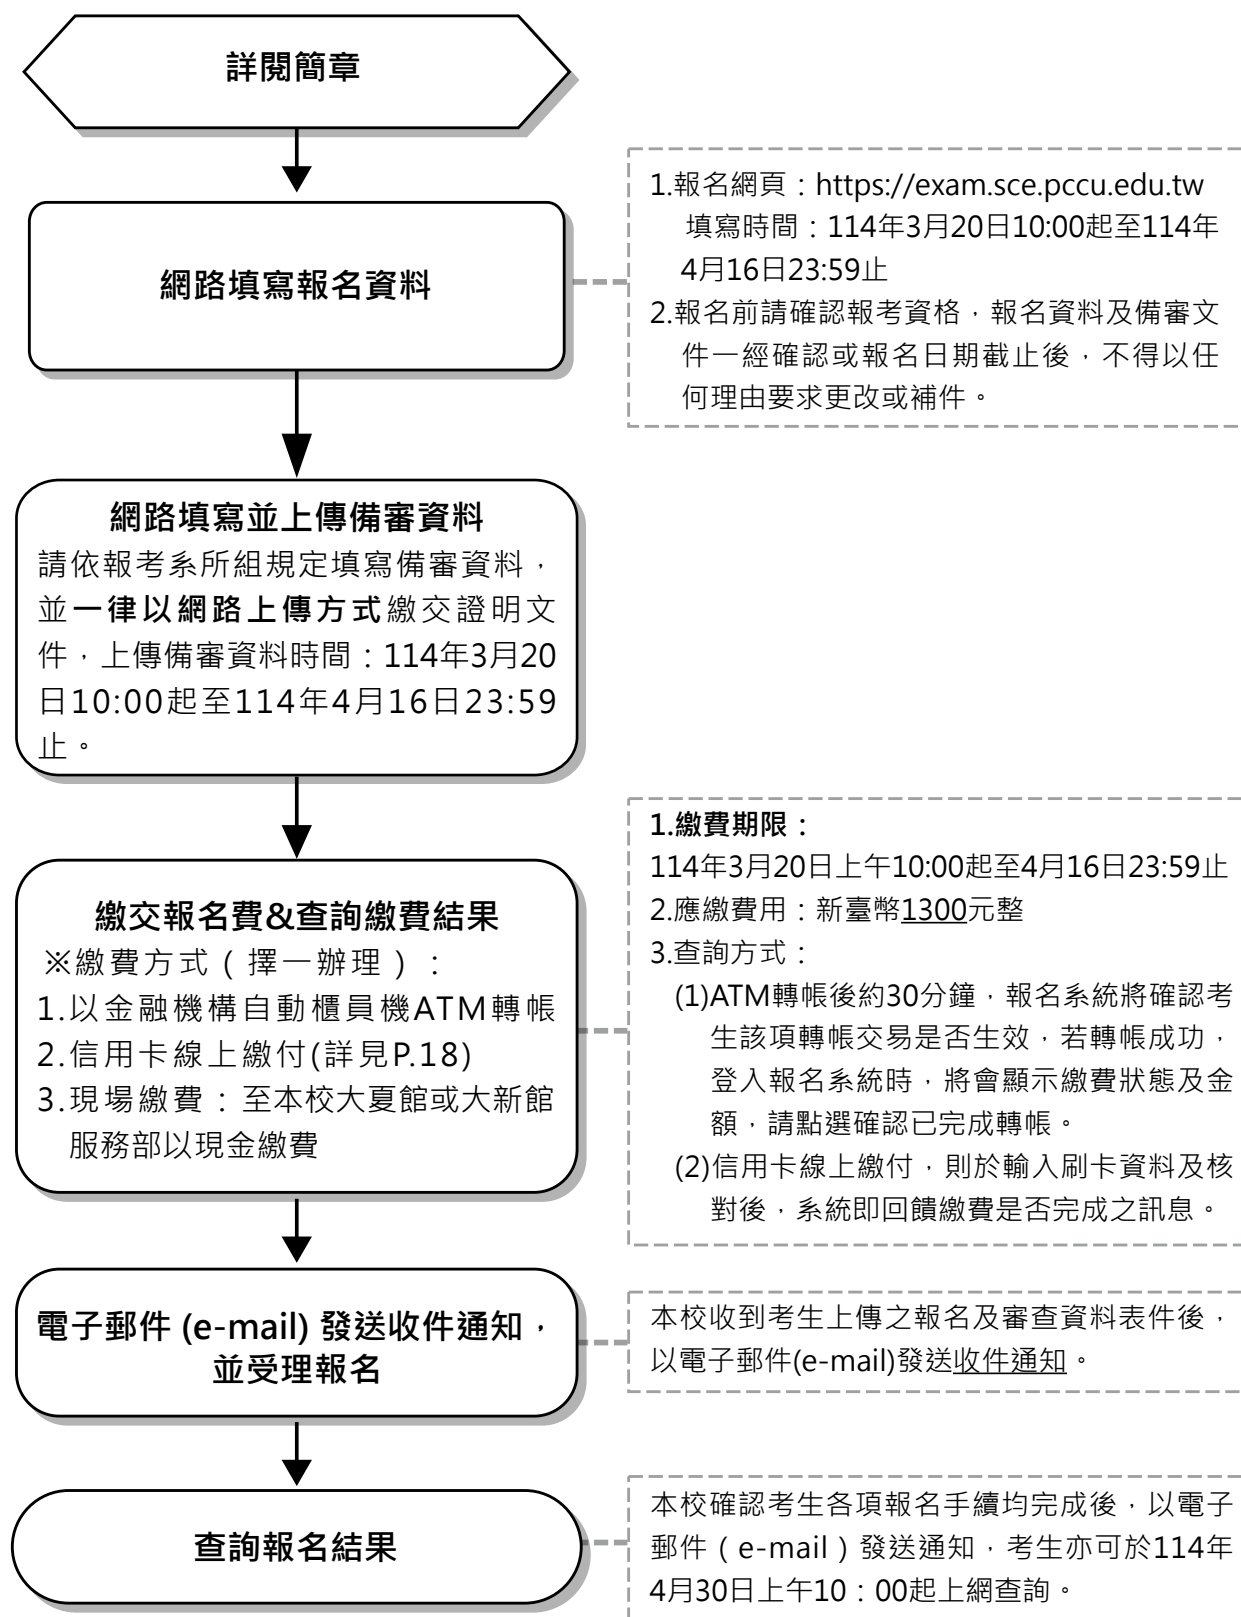 詳閱簡章
網路填寫報名資料
1.報名網頁：https://exam.sce.pccu.edu.tw
填寫時間：114年3月20日10:00起至114年
4月16日23:59止
2.報名前請確認報考資格，報名資料及備審文
件一經確認或報名日期截止後，不得以任
何理由要求更改或補件。
網路填寫並上傳備審資料
請依報考系所組規定填寫備審資料，
並一律以網路上傳方式繳交證明文
件，上傳備審資料時間：114年3月20
日10:00起至114年4月16日23:59
止。
繳交報名費&查詢繳費結果
※繳費方式（擇一辦理）：
1.以金融機構自動櫃員機ATM轉帳
2.信用卡線上繳付(詳見P.18)
3.現場繳費：至本校大夏館或大新館
服務部以現金繳費
1.繳費期限：
114年3月20日上午10:00起至4月16日23:59止
2.應繳費用：新臺幣1300元整
3.查詢方式：
(1)ATM轉帳後約30分鐘，報名系統將確認考
生該項轉帳交易是否生效，若轉帳成功，
登入報名系統時，將會顯示繳費狀態及金
額，請點選確認已完成轉帳。
(2)信用卡線上繳付，則於輸入刷卡資料及核
對後，系統即回饋繳費是否完成之訊息。
電子郵件 (e-mail) 發送收件通知，
並受理報名
本校收到考生上傳之報名及審查資料表件後，
以電子郵件(e-mail)發送收件通知。
查詢報名結果
本校確認考生各項報名手續均完成後，以電子
郵件（e-mail）發送通知，考生亦可於114年
4月30日上午10：00起上網查詢。